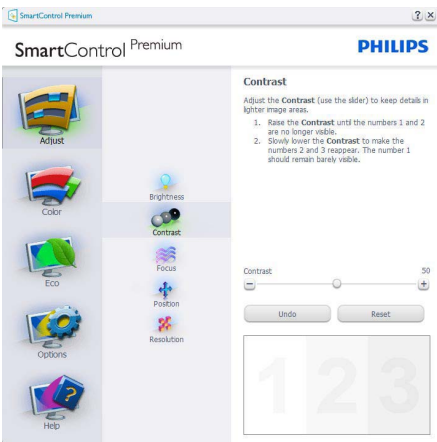 SmartControl Premium
? ×
SmartControl Premium
PHILIPS
Adjust
Color
Eco
Options
Help
Brightness
Contrast
Focus
Position
Resolution
Contrast
Adjust the Contrast (use the slider) to keep details in
lighter image areas.
1. Raise the Contrast until the numbers 1 and 2
are no longer visible.
2. Slowly lower the Contrast to make the
numbers 2 and 3 reappear. The number 1
should remain barely visible.
Contrast 50
Undo Reset
1 2 3